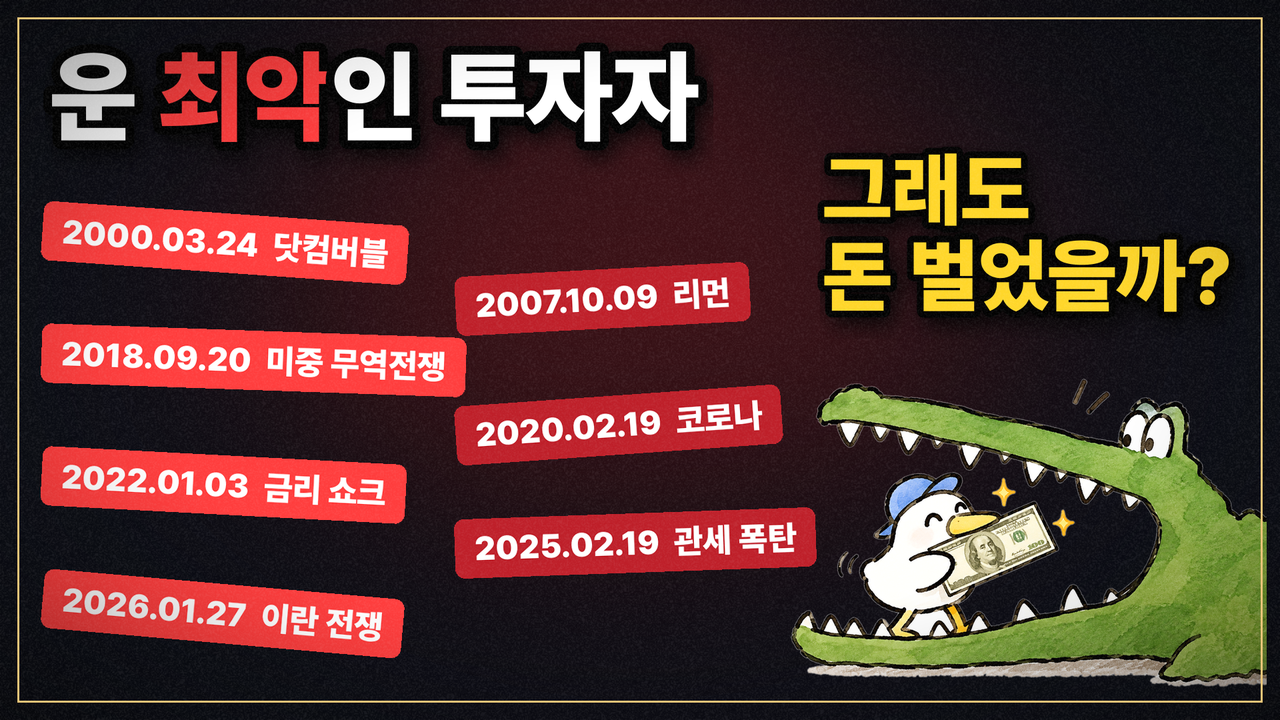 운 최악인 투자자
그래도
돈 벌었을까?
2000.03.24 닷컴버블
2007.10.09 리먼
2018.09.20 미중 무역전쟁
2020.02.19 코로나
2022.01.03 금리 쇼크
2025.02.19 관세 폭탄
2026.01.27 이란 전쟁